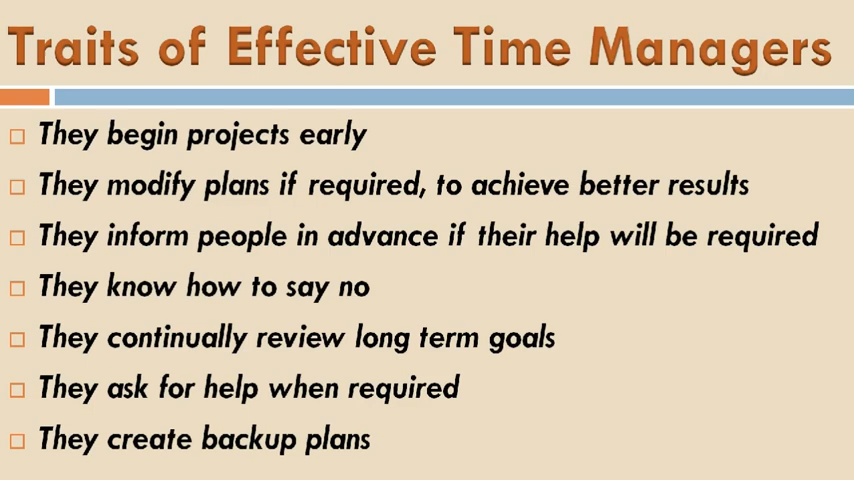 Traits of Effective Time Managers
They begin projects early
They modify plans if required, to achieve better results
They inform people in advance if their help will be required
They know how to say no
They continually review long term goals
They ask for help when required
They create backup plans